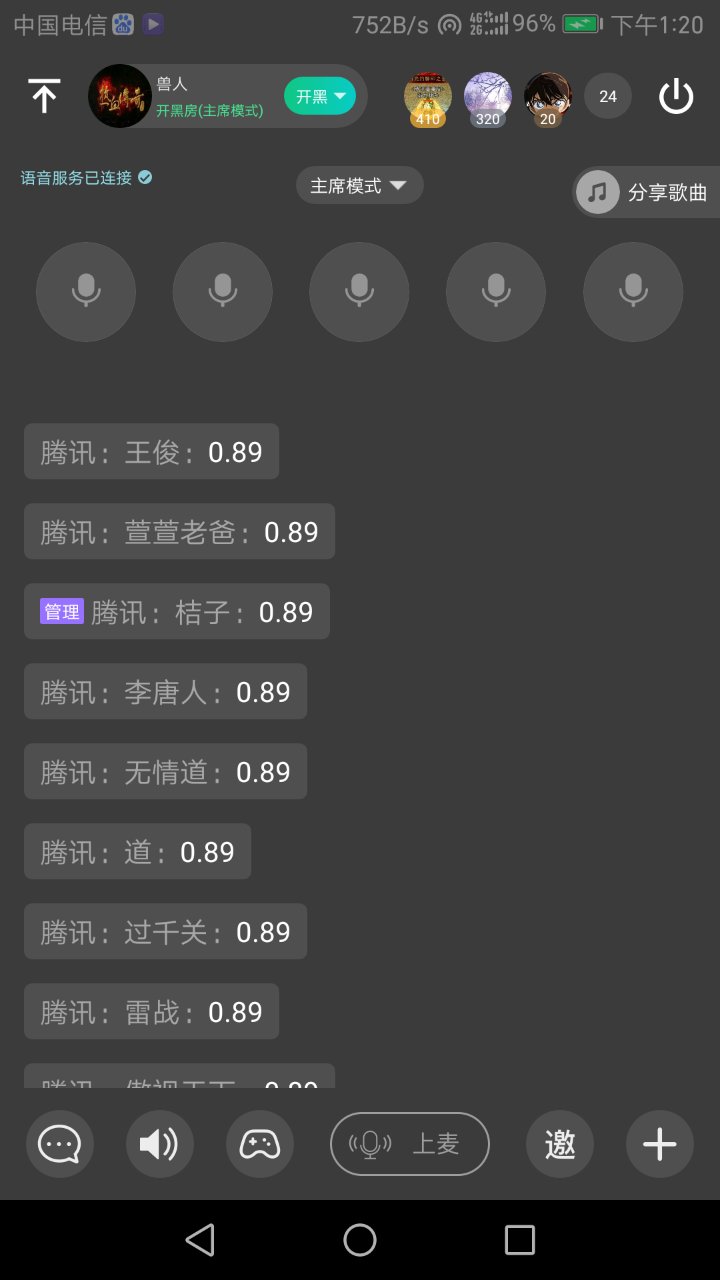 中国电信 752B/s 4G 2G 96% 下午1:20
兽人
开黑房(主席模式)
开黑
410
320
20
24
语音服务已连接
主席模式
分享歌曲
腾讯：王俊：0.89
腾讯：萱萱老爸：0.89
管理 腾讯：桔子：0.89
腾讯：李唐人：0.89
腾讯：无情道：0.89
腾讯：道：0.89
腾讯：过千关：0.89
腾讯：雷战：0.89
上麦
邀